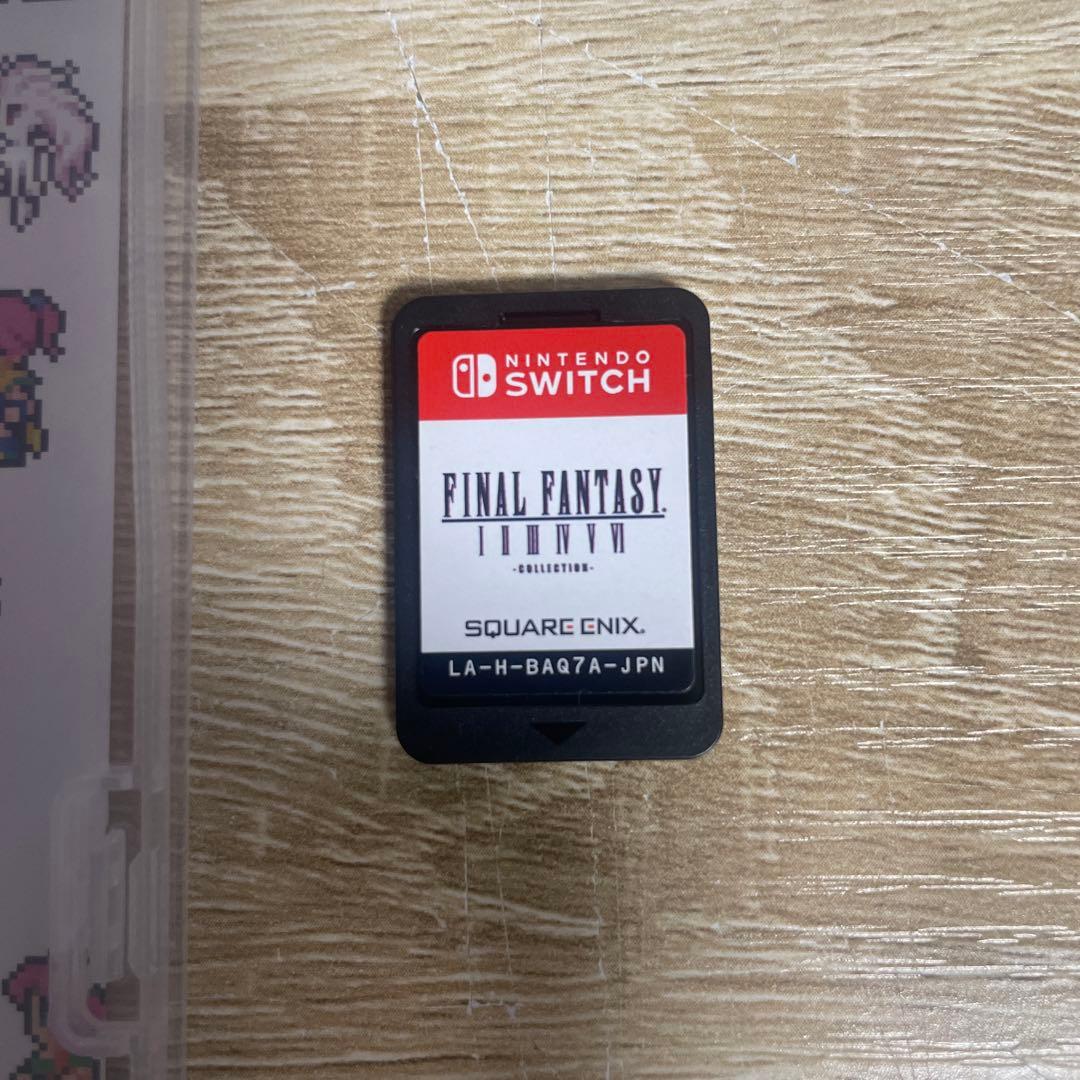 NINTENDO
SWITCH
FINAL FANTASY.
I II III IV V VI
-COLLECTION-
SQUARE ENIX.
LA-H-BAQ7A-JPN